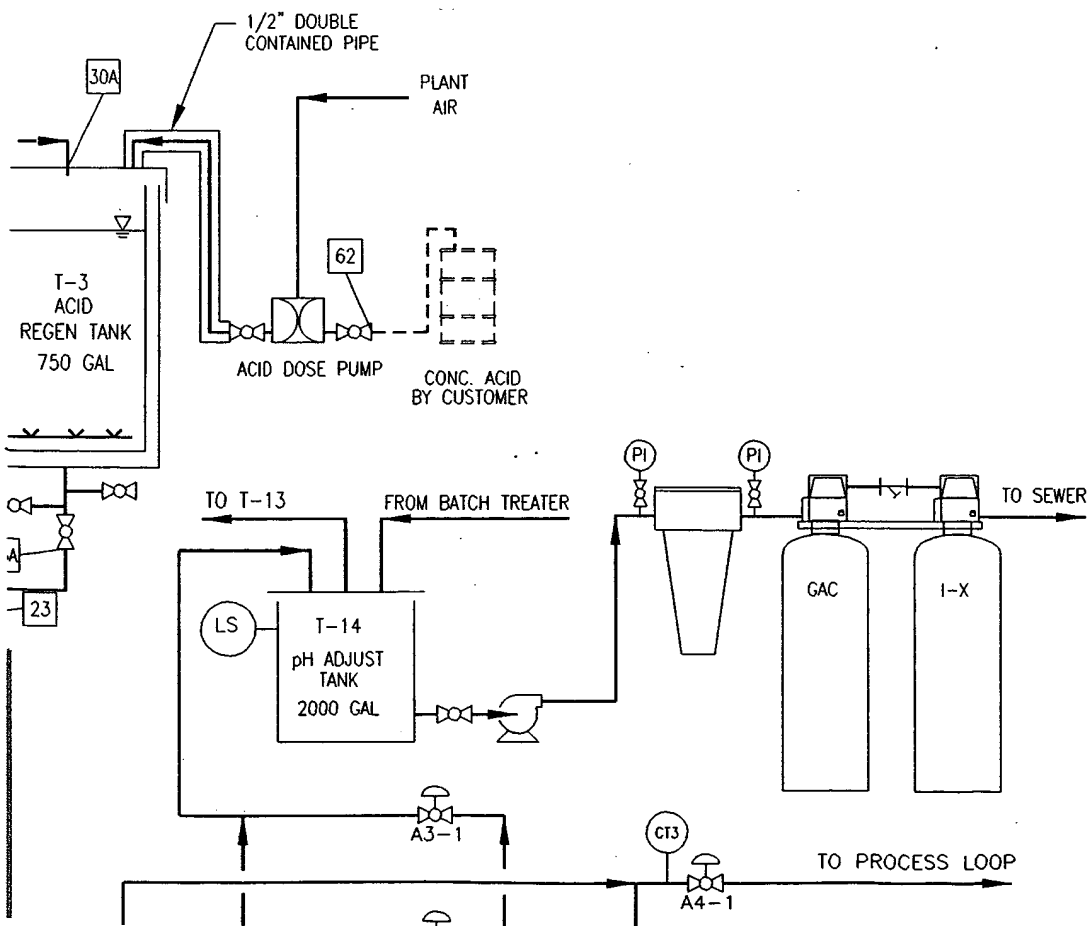 1/2" DOUBLE
CONTAINED PIPE
30A
PLANT
AIR
62
T-3
ACID
REGEN TANK
750 GAL
ACID DOSE PUMP
CONC. ACID
BY CUSTOMER
PI
PI
TO T-13
FROM BATCH TREATER
TO SEWER
A
23
LS
T-14
pH ADJUST
TANK
2000 GAL
GAC
I-X
A3-1
CT3
TO PROCESS LOOP
A4-1